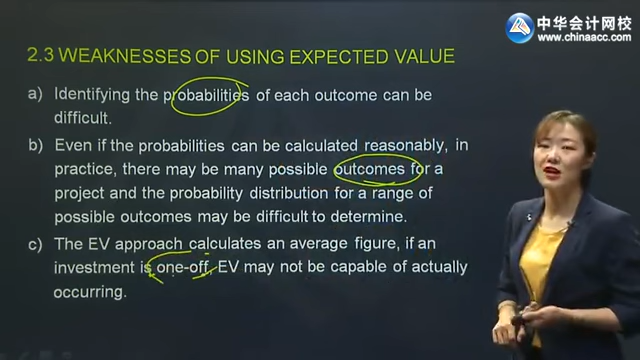 中华会计网校
www.chinaacc.com
2.3 WEAKNESSES OF USING EXPECTED VALUE
a) Identifying the probabilities of each outcome can be
difficult.
b) Even if the probabilities can be calculated reasonably, in
practice, there may be many possible outcomes for a
project and the probability distribution for a range of
possible outcomes may be difficult to determine.
c) The EV approach calculates an average figure, if an
investment is one-off, EV may not be capable of actually
occurring.